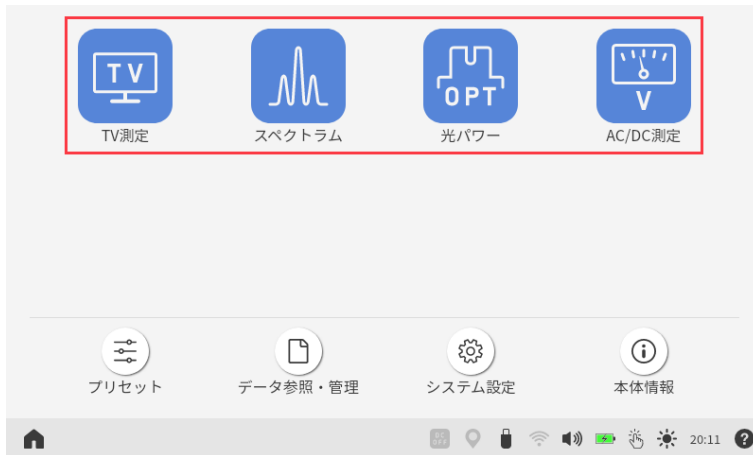 TV
OPT
V
TV測定 スペクトラム 光パワー AC/DC測定
プリセット データ参照・管理 システム設定 本体情報
DC
OFF
20:11 ?